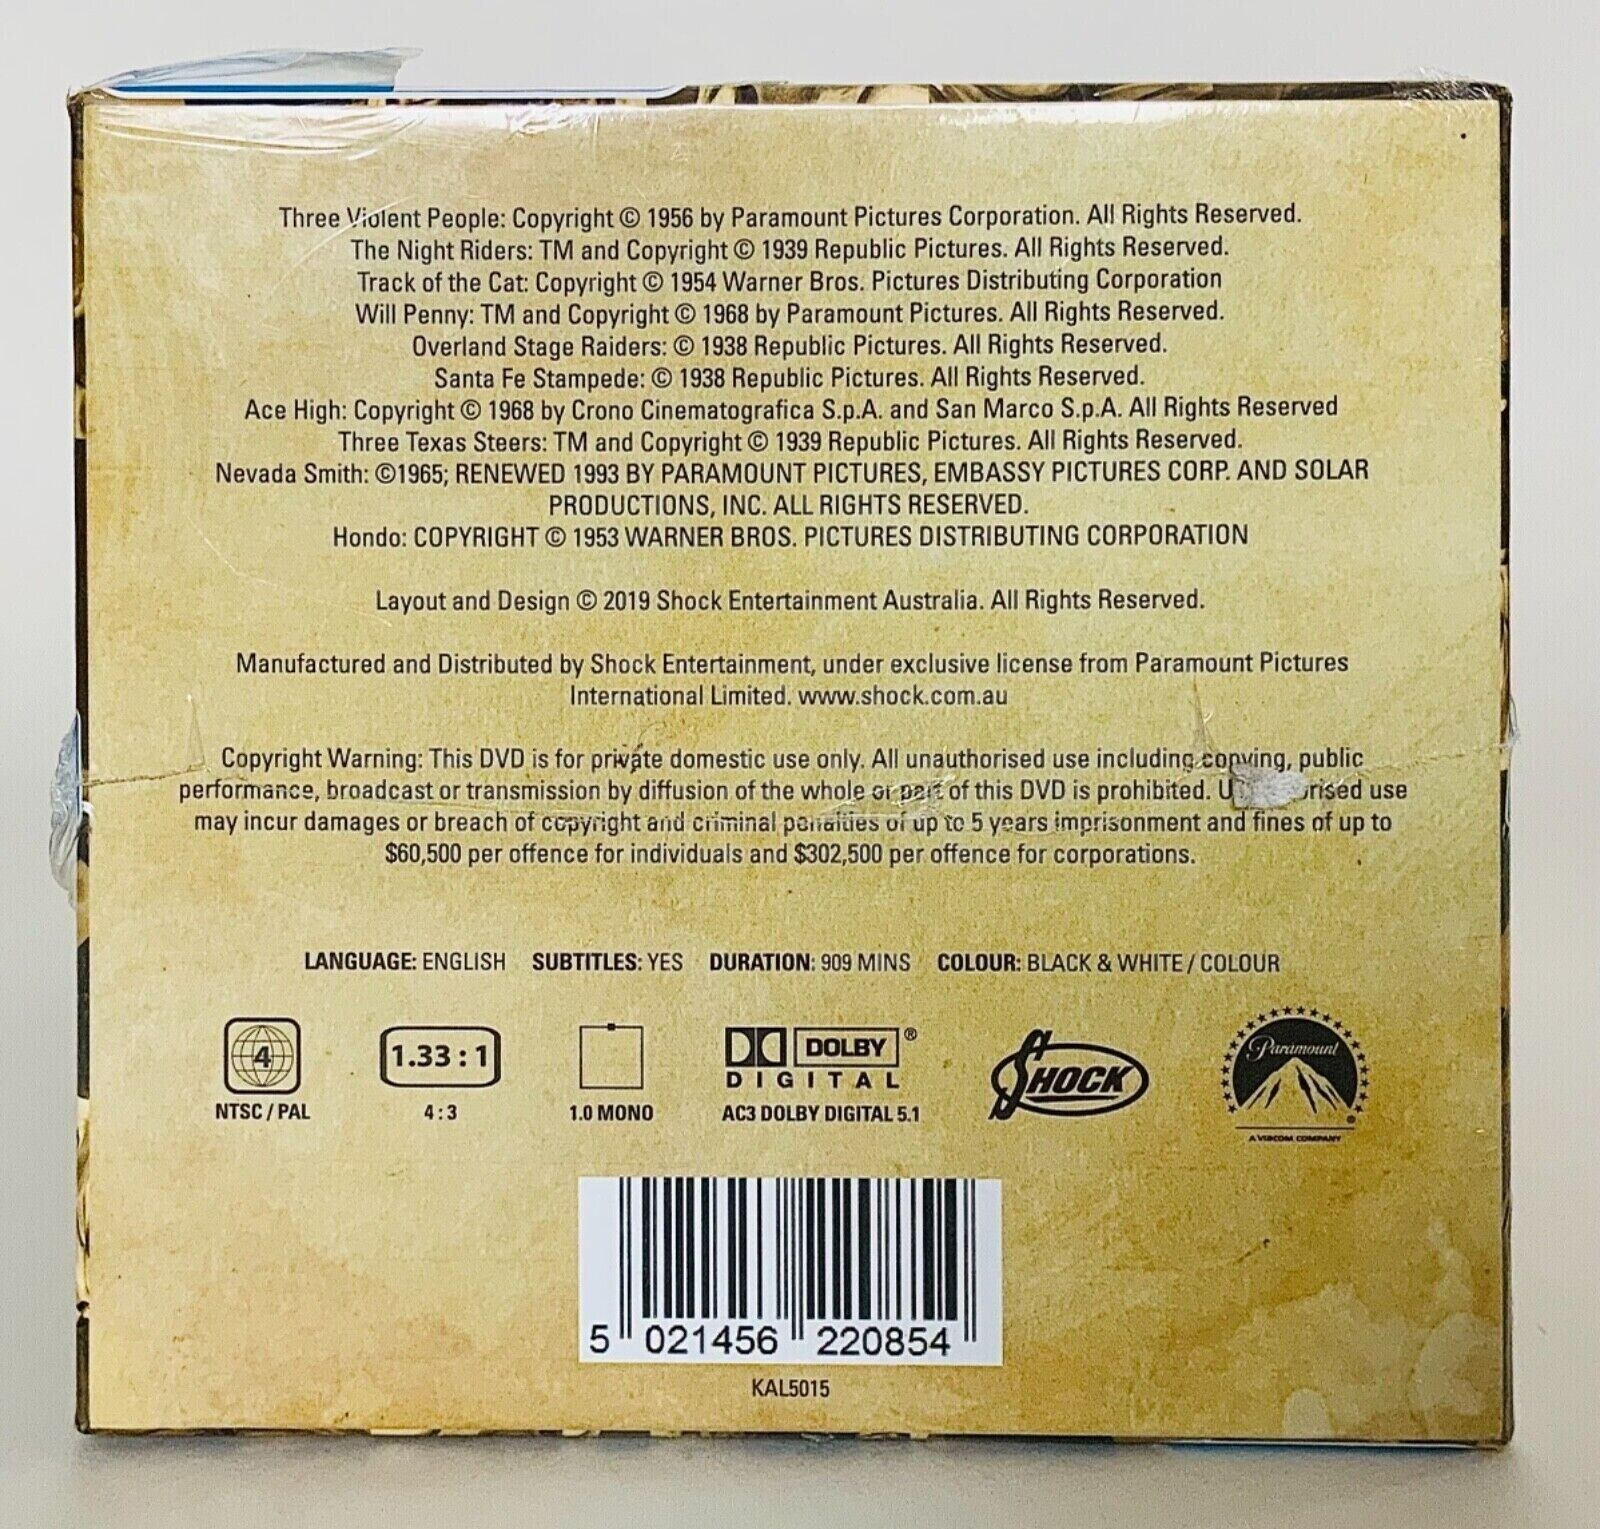 Three Violent People: Copyright © 1956 by Paramount Pictures Corporation. All Rights Reserved.
The Night Riders: TM and Copyright © 1939 Republic Pictures. All Rights Reserved.
Track of the Cat: Copyright © 1954 Warner Bros. Pictures Distributing Corporation
Will Penny: TM and Copyright © 1968 by Paramount Pictures. All Rights Reserved.
Overland Stage Raiders: © 1938 Republic Pictures. All Rights Reserved.
Santa Fe Stampede: © 1938 Republic Pictures. All Rights Reserved.
Ace High: Copyright © 1968 by Crono Cinematografica S.p.A. and San Marco S.p.A. All Rights Reserved
Three Texas Steers: TM and Copyright © 1939 Republic Pictures. All Rights Reserved.
Nevada Smith: ©1965; RENEWED 1993 BY PARAMOUNT PICTURES, EMBASSY PICTURES CORP. AND SOLAR
PRODUCTIONS, INC. ALL RIGHTS RESERVED.
Hondo: COPYRIGHT © 1953 WARNER BROS. PICTURES DISTRIBUTING CORPORATION
Layout and Design © 2019 Shock Entertainment Australia. All Rights Reserved.
Manufactured and Distributed by Shock Entertainment, under exclusive license from Paramount Pictures
International Limited. www.shock.com.au
Copyright Warning: This DVD is for private domestic use only. All unauthorised use including copying, public
performance, broadcast or transmission by diffusion of the whole or part of this DVD is prohibited. use
may incur damages or breach of copyright and criminal penalties of up to 5 years imprisonment and fines of up to
$60,500 per offence for individuals and $302,500 per offence for corporations.
LANGUAGE: ENGLISH SUBTITLES: YES DURATION: 909 MINS COLOUR: BLACK & WHITE / COLOUR
4 1.33 : 1 DOLBY ® SHOCK Paramount ®
DIGITAL
NTSC / PAL 4 : 3 1.0 MONO AC3 DOLBY DIGITAL 5.1
A VIACOM COMPANY
5 021456 220854
KAL5015